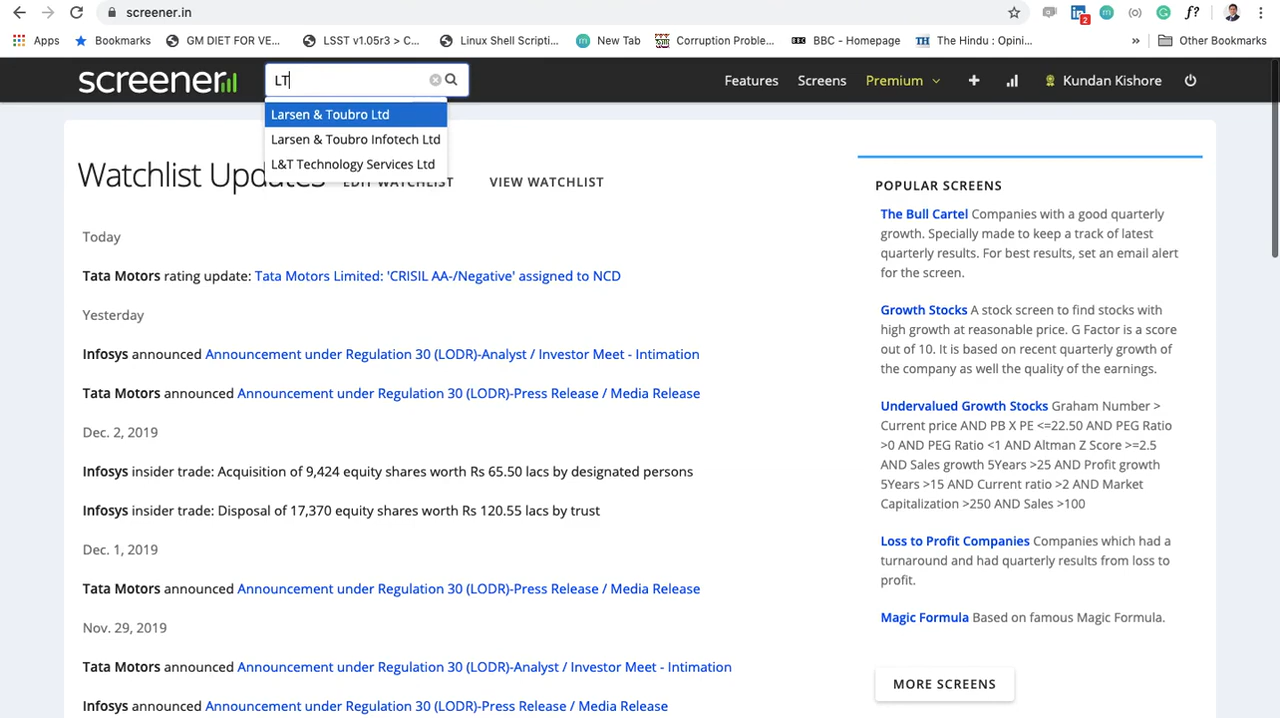 screener.in
Apps Bookmarks GM DIET FOR VE... LSST v1.05r3 > C... Linux Shell Scripti... New Tab Corruption Proble... BBC - Homepage The Hindu : Opini... » Other Bookmarks
screener LT Features Screens Premium Kundan Kishore
Larsen & Toubro Ltd
Larsen & Toubro Infotech Ltd
L&T Technology Services Ltd
Watchlist Updates EDIT WATCHLIST VIEW WATCHLIST
Today
Tata Motors rating update: Tata Motors Limited: 'CRISIL AA-/Negative' assigned to NCD
Yesterday
Infosys announced Announcement under Regulation 30 (LODR)-Analyst / Investor Meet - Intimation
Tata Motors announced Announcement under Regulation 30 (LODR)-Press Release / Media Release
Dec. 2, 2019
Infosys insider trade: Acquisition of 9,424 equity shares worth Rs 65.50 lacs by designated persons
Infosys insider trade: Disposal of 17,370 equity shares worth Rs 120.55 lacs by trust
Dec. 1, 2019
Tata Motors announced Announcement under Regulation 30 (LODR)-Press Release / Media Release
Nov. 29, 2019
Tata Motors announced Announcement under Regulation 30 (LODR)-Analyst / Investor Meet - Intimation
Infosys announced Announcement under Regulation 30 (LODR)-Press Release / Media Release
POPULAR SCREENS
The Bull Cartel Companies with a good quarterly
growth. Specially made to keep a track of latest
quarterly results. For best results, set an email alert
for the screen.
Growth Stocks A stock screen to find stocks with
high growth at reasonable price. G Factor is a score
out of 10. It is based on recent quarterly growth of
the company as well the quality of the earnings.
Undervalued Growth Stocks Graham Number >
Current price AND PB X PE <=22.50 AND PEG Ratio
>0 AND PEG Ratio <1 AND Altman Z Score >=2.5
AND Sales growth 5Years >25 AND Profit growth
5Years >15 AND Current ratio >2 AND Market
Capitalization >250 AND Sales >100
Loss to Profit Companies Companies which had a
turnaround and had quarterly results from loss to
profit.
Magic Formula Based on famous Magic Formula.
MORE SCREENS